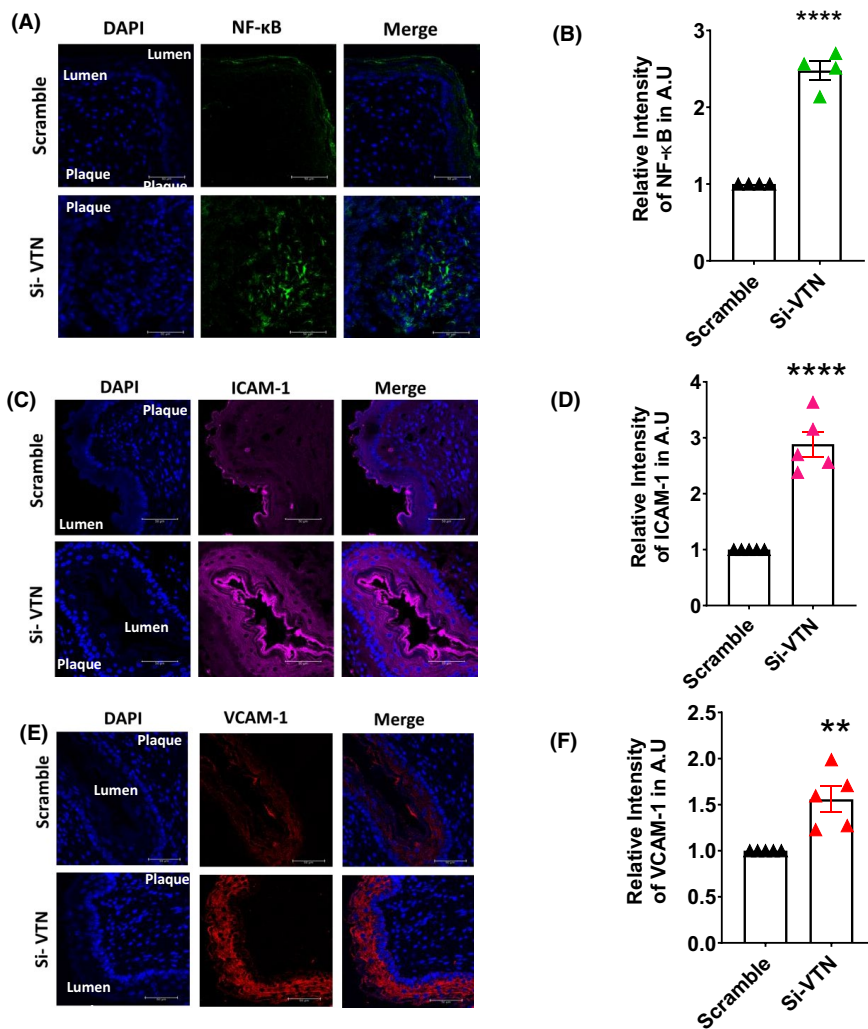 (A)
DAPI
NF-κB
Merge
Scramble
Lumen
Lumen
Plaque
Plaque
Si- VTN
Plaque
(B)
Relative Intensity
of NF-κB in A.U
3
2
1
0
****
Scramble
Si-VTN
(C)
DAPI
ICAM-1
Merge
Scramble
Plaque
Lumen
Si- VTN
Lumen
Plaque
(D)
Relative Intensity
of ICAM-1 in A.U
4
3
2
1
0
****
Scramble
Si-VTN
(E)
DAPI
VCAM-1
Merge
Scramble
Plaque
Lumen
Si- VTN
Plaque
Lumen
(F)
Relative Intensity
of VCAM-1 in A.U
2.5
2.0
1.5
1.0
0.5
0.0
**
Scramble
Si-VTN